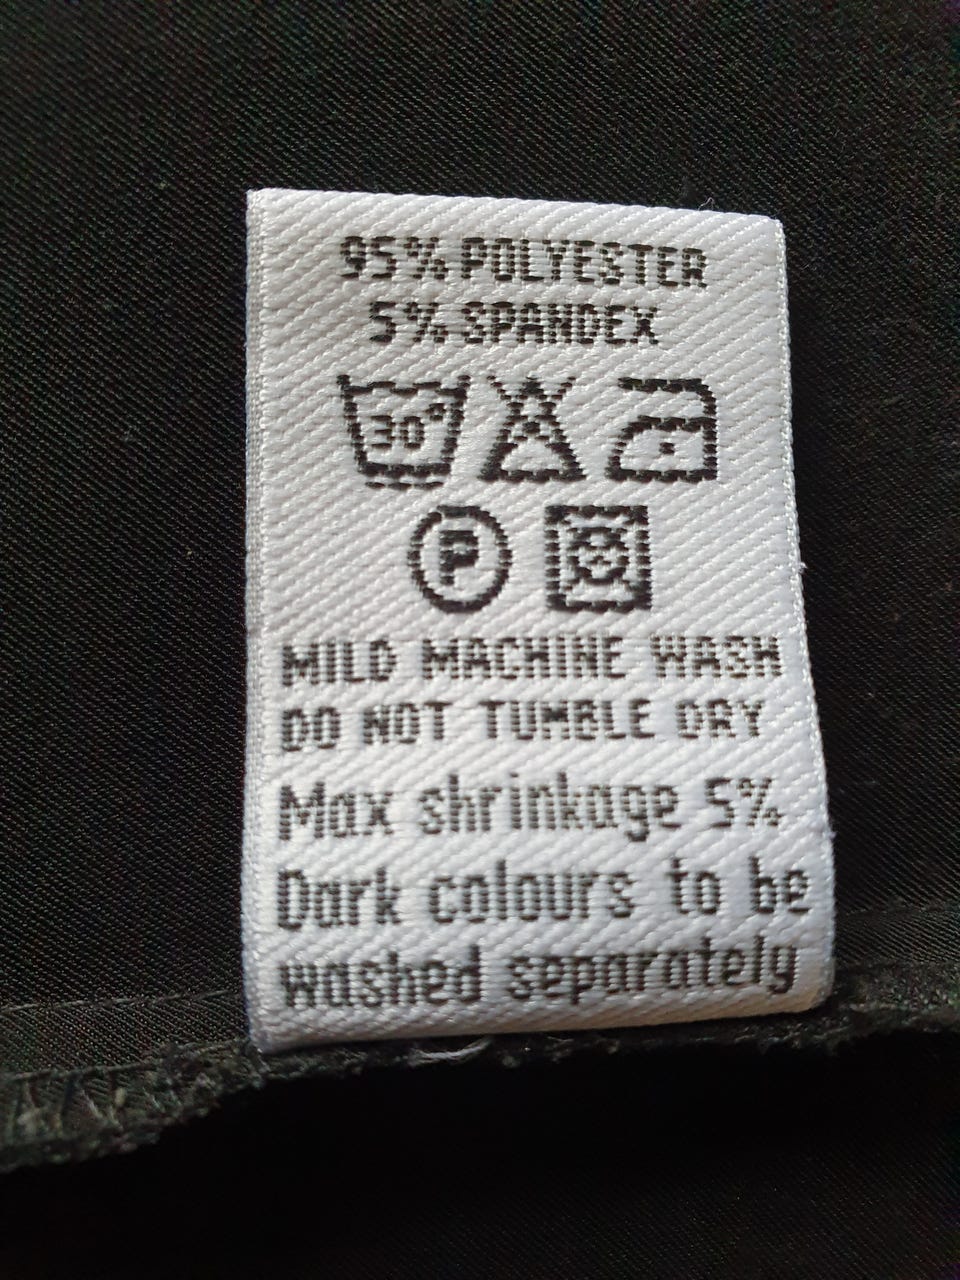 95% POLYESTER
5% SPANDEX
30°
P
MILD MACHINE WASH
DO NOT TUMBLE DRY
Max shrinkage 5%
Dark colours to be
washed separately